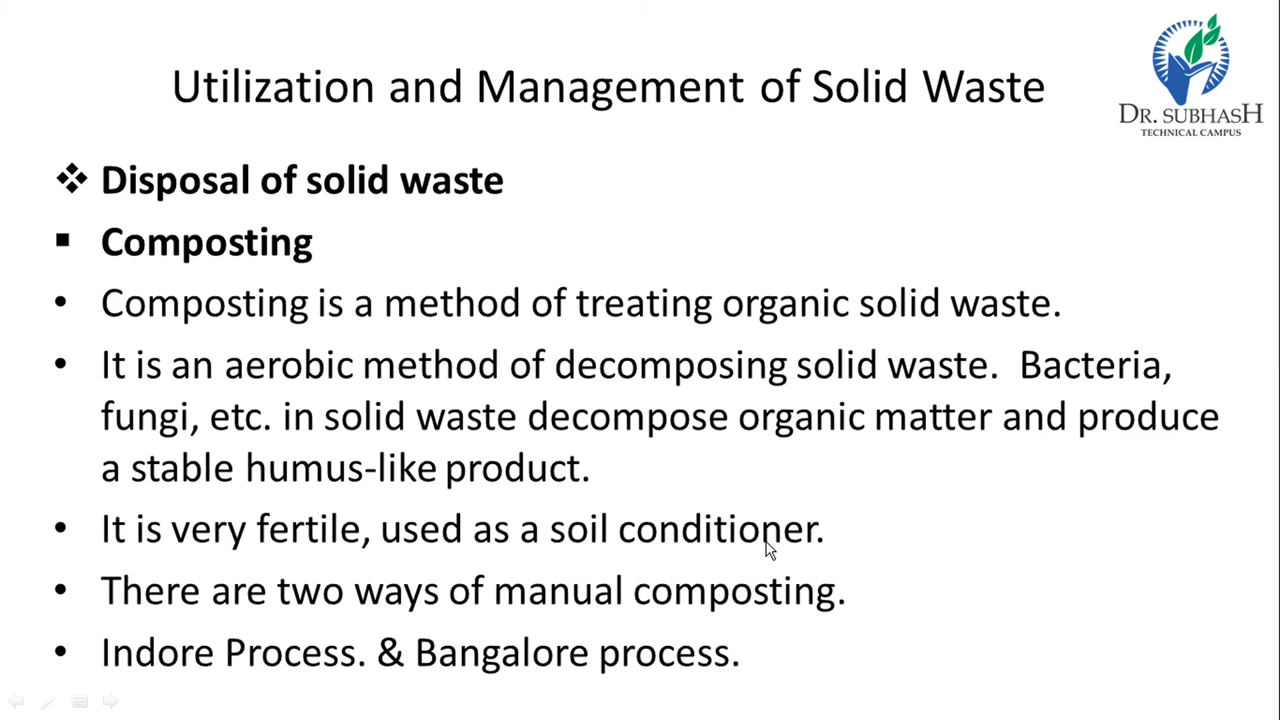 Utilization and Management of Solid Waste
DR. SUBHASH
TECHNICAL CAMPUS
❖ Disposal of solid waste
▪ Composting
• Composting is a method of treating organic solid waste.
• It is an aerobic method of decomposing solid waste. Bacteria,
fungi, etc. in solid waste decompose organic matter and produce
a stable humus-like product.
• It is very fertile, used as a soil conditioner.
• There are two ways of manual composting.
• Indore Process. & Bangalore process.